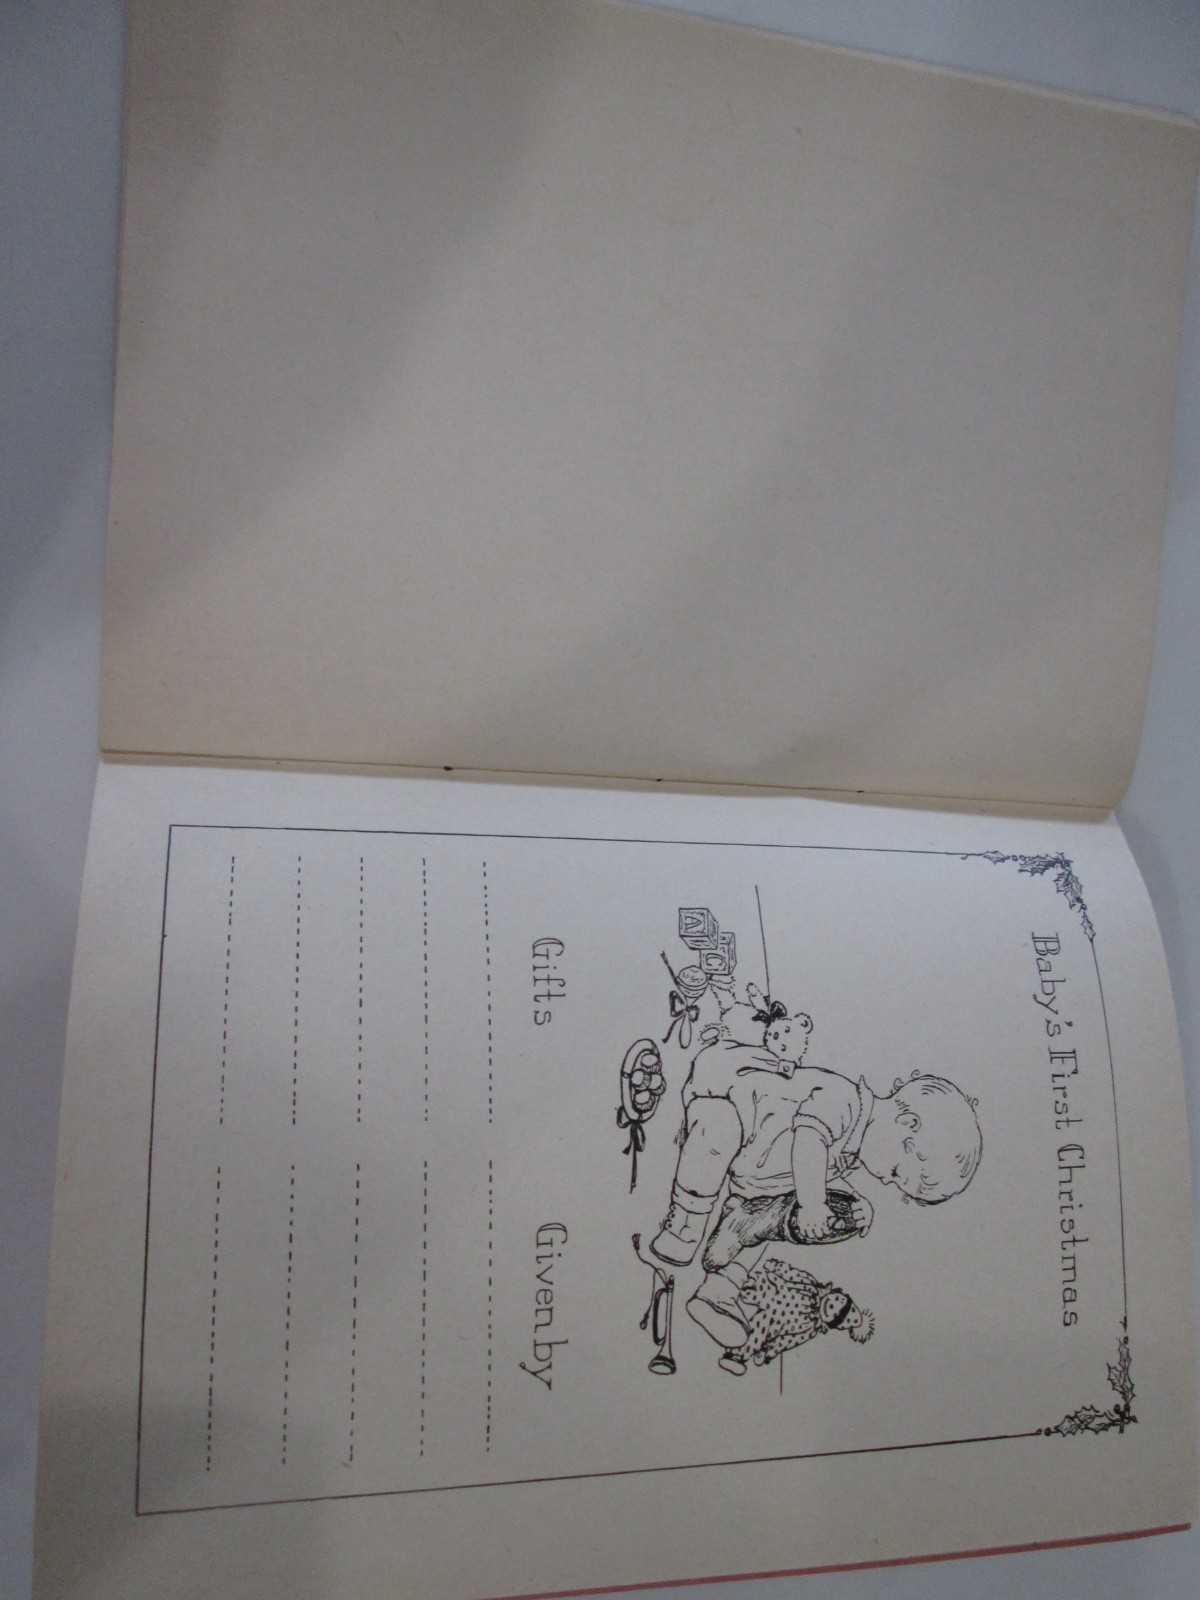 Baby's First Christmas
A
C
Gifts Given by